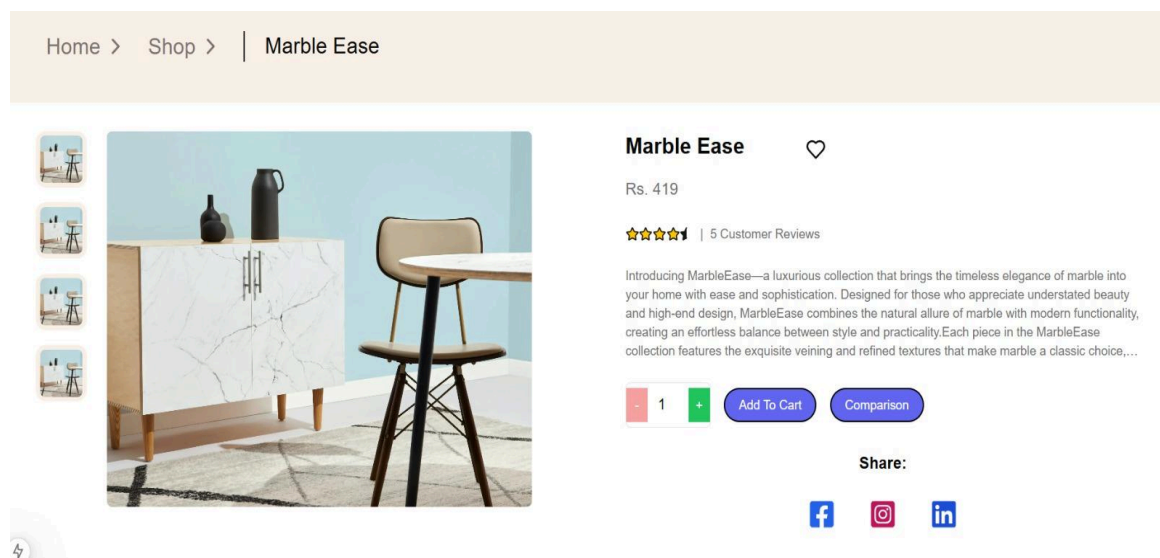 Home > Shop > | Marble Ease
Marble Ease
Rs. 419
| 5 Customer Reviews
Introducing MarbleEase—a luxurious collection that brings the timeless elegance of marble into
your home with ease and sophistication. Designed for those who appreciate understated beauty
and high-end design, MarbleEase combines the natural allure of marble with modern functionality,
creating an effortless balance between style and practicality.Each piece in the MarbleEase
collection features the exquisite veining and refined textures that make marble a classic choice,…
- 1 + Add To Cart Comparison
Share: